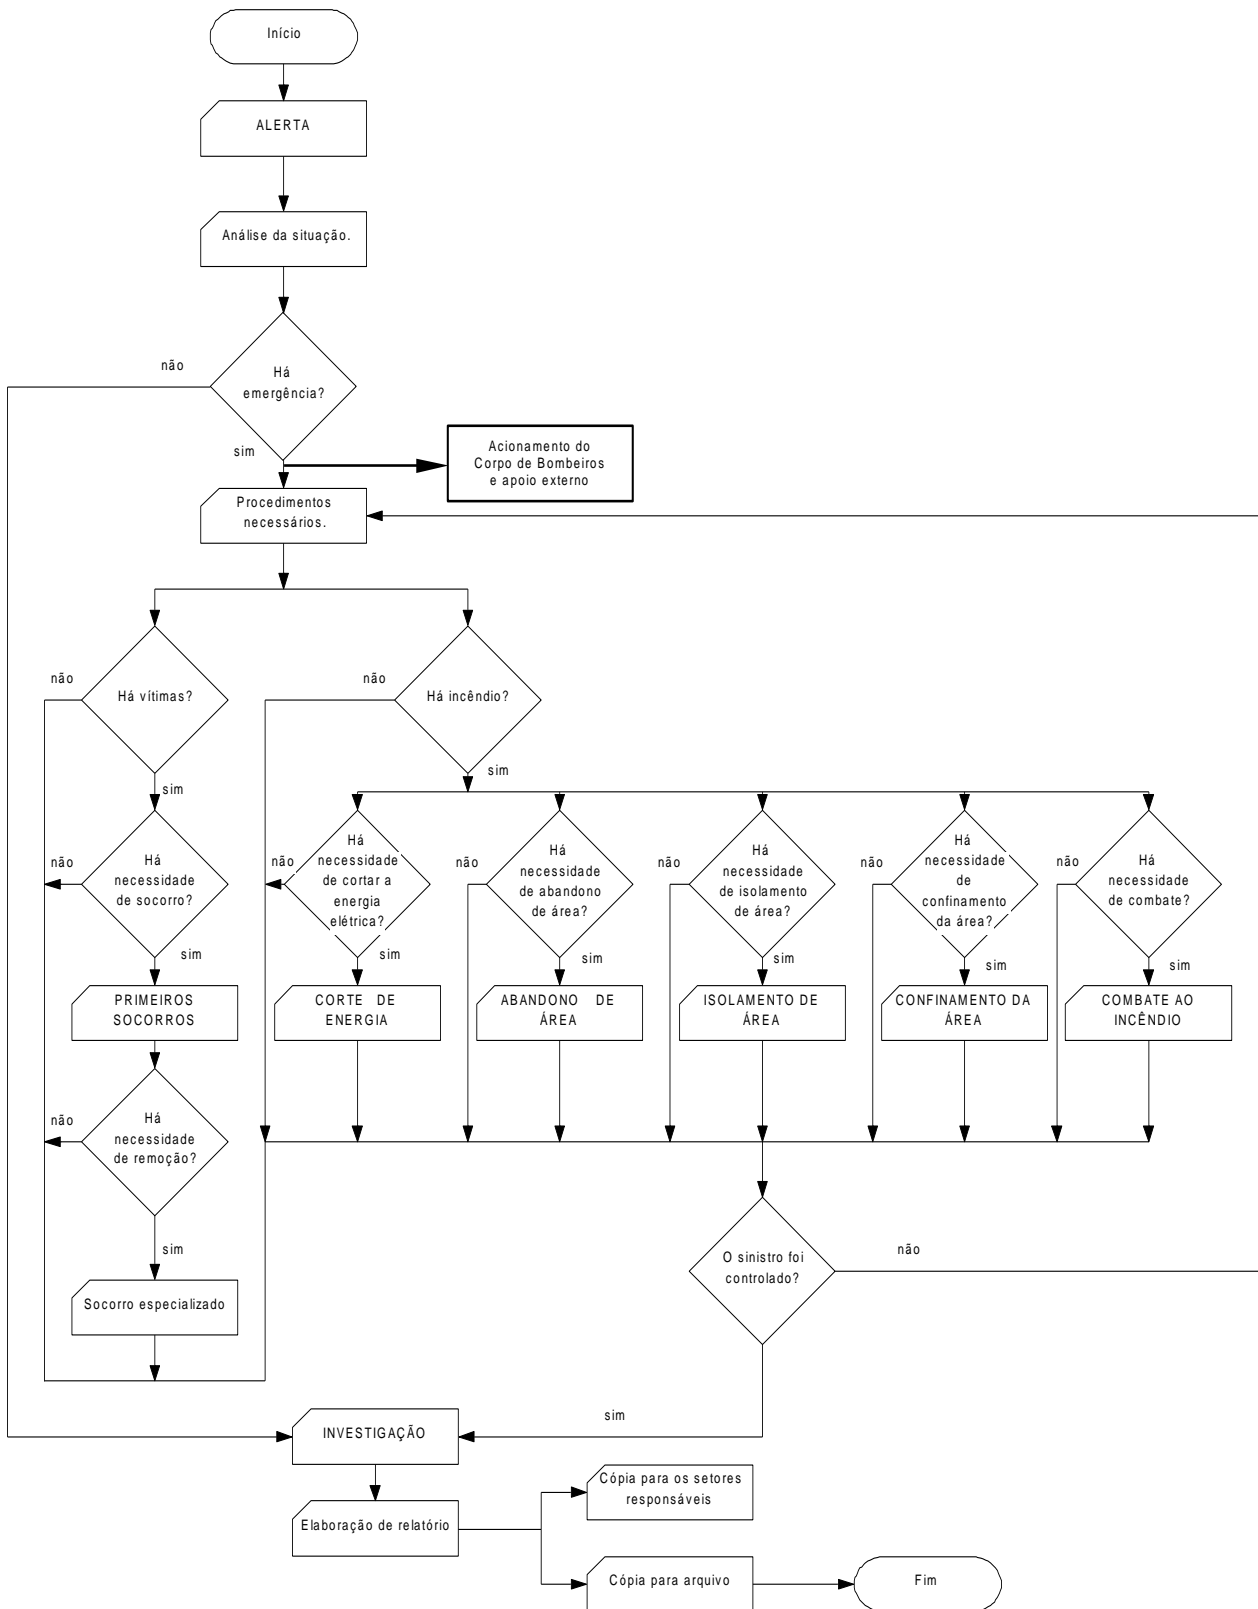 Início
ALERTA
Análise da situação.
não
Há
emergência?
sim
Acionamento do
Corpo de Bombeiros
e apoio externo
Procedimentos
necessários.
não
Há vítimas?
sim
não
Há incêndio?
sim
não
Há
necessidade
de socorro?
sim
não
Há
necessidade
de cortar a
energia
elétrica?
sim
não
Há
necessidade
de abandono
de área?
sim
não
Há
necessidade
de isolamento
de área?
sim
não
Há
necessidade
de
confinamento
da área?
sim
não
Há
necessidade
de combate?
sim
PRIMEIROS
SOCORROS
CORTE DE
ENERGIA
ABANDONO DE
ÁREA
ISOLAMENTO DE
ÁREA
CONFINAMENTO DA
ÁREA
COMBATE AO
INCÊNDIO
não
Há
necessidade
de remoção?
sim
Socorro especializado
O sinistro foi
controlado?
não
sim
INVESTIGAÇÃO
Elaboração de relatório
Cópia para os setores
responsáveis
Cópia para arquivo
Fim